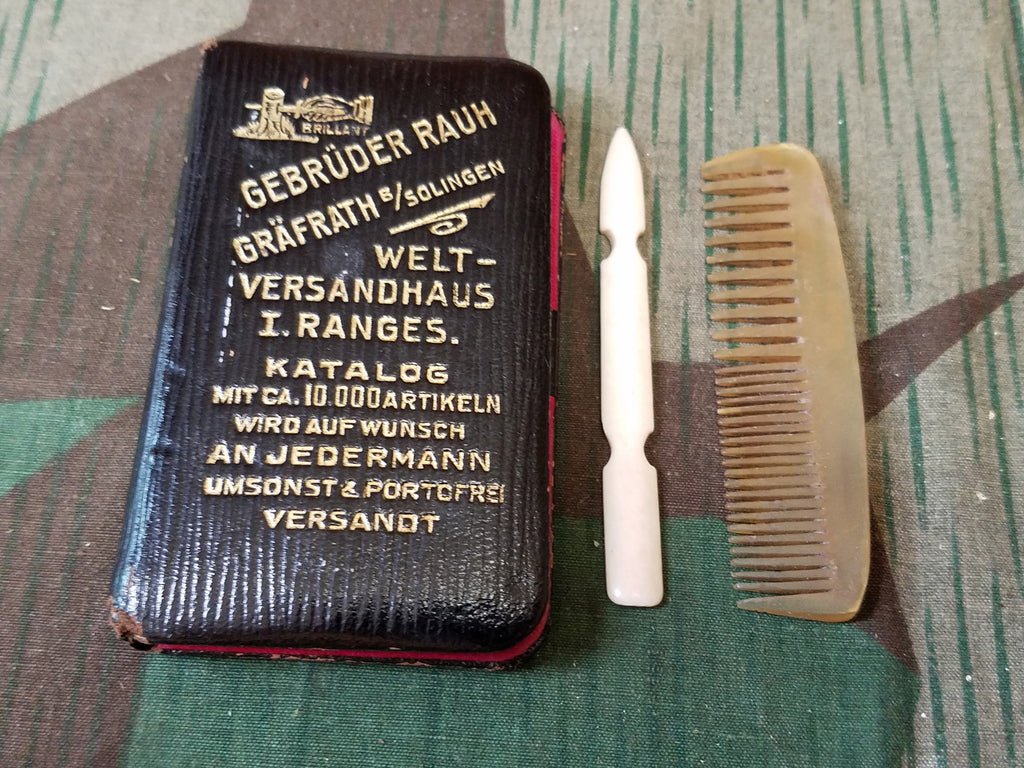 BRILLANT
GEBRÜDER RAUH
GRÄFRATH B/SOLINGEN
WELT-
VERSANDHAUS
I. RANGES.
KATALOG
MIT CA. 10.000 ARTIKELN
WIRD AUF WUNSCH
AN JEDERMANN
UMSONST & PORTOFREI
VERSANDT